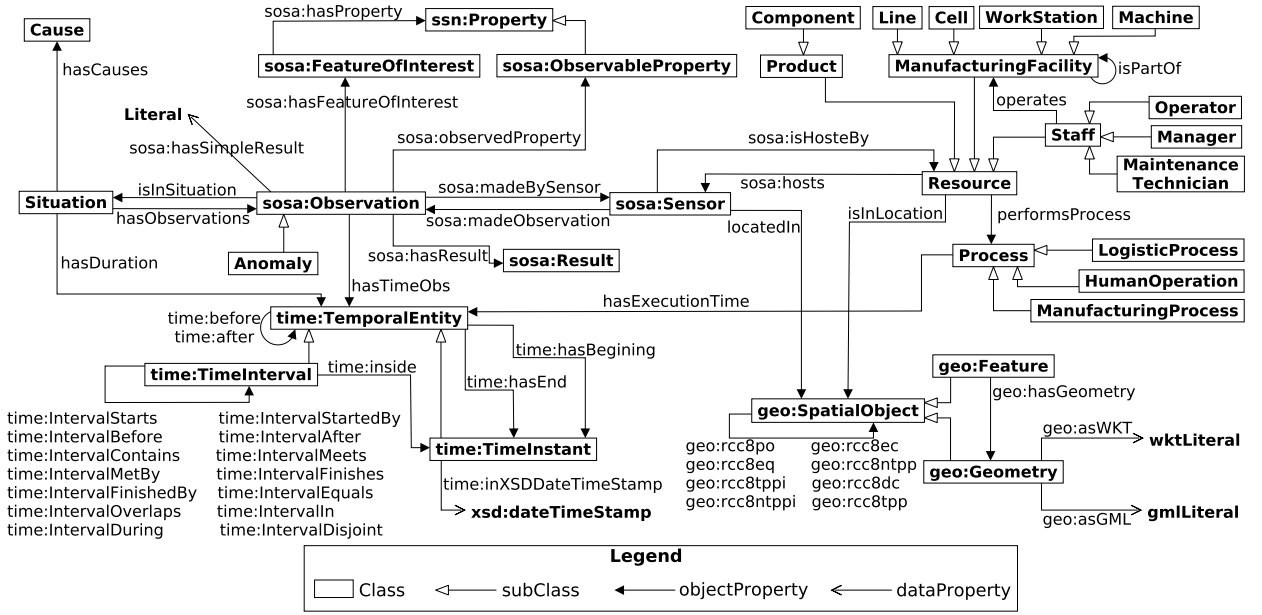 sosa:hasProperty
ssn:Property
Component
Line
Cell
WorkStation
Machine
Cause
hasCauses
sosa:FeatureOfInterest
sosa:ObservableProperty
Product
ManufacturingFacility
isPartOf
sosa:hasFeatureOfInterest
operates
Operator
Literal
sosa:observedProperty
sosa:isHosteBy
Staff
Manager
sosa:hasSimpleResult
Maintenance
Technician
isInSituation
sosa:madeBySensor
sosa:hosts
Resource
Situation
sosa:Observation
sosa:Sensor
hasObservations
sosa:madeObservation
locatedIn
isInLocation
performsProcess
hasDuration
Anomaly
sosa:hasResult
sosa:Result
Process
LogisticProcess
hasTimeObs
HumanOperation
hasExecutionTime
ManufacturingProcess
time:before
time:after
time:TemporalEntity
time:hasBegining
time:TimeInterval
time:inside
time:hasEnd
geo:Feature
geo:hasGeometry
geo:SpatialObject
time:IntervalStarts time:IntervalStartedBy
time:IntervalBefore time:IntervalAfter
time:IntervalContains time:IntervalMeets
time:IntervalMetBy time:IntervalFinishes
time:IntervalFinishedBy time:IntervalEquals
time:IntervalOverlaps time:IntervalIn
time:IntervalDuring time:IntervalDisjoint
time:TimeInstant
time:inXSDDateTimeStamp
xsd:dateTimeStamp
geo:rcc8po geo:rcc8ec
geo:rcc8eq geo:rcc8ntpp
geo:rcc8tppi geo:rcc8dc
geo:rcc8ntppi geo:rcc8tpp
geo:asWKT
wktLiteral
geo:Geometry
geo:asGML
gmlLiteral
Legend
Class subClass objectProperty dataProperty